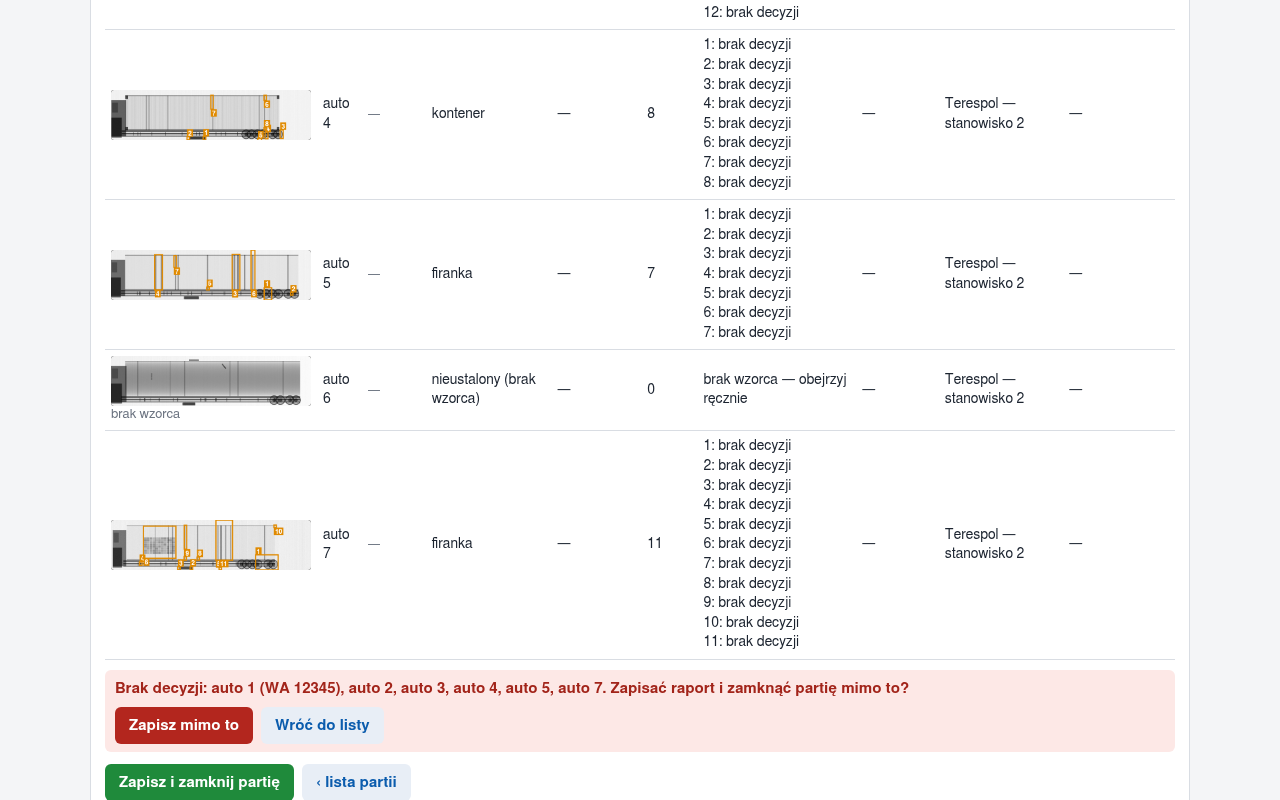 12: brak decyzji
auto 4
—
kontener
—
8
1: brak decyzji
2: brak decyzji
3: brak decyzji
4: brak decyzji
5: brak decyzji
6: brak decyzji
7: brak decyzji
8: brak decyzji
—
Terespol —
stanowisko 2
—
auto 5
—
firanka
—
7
1: brak decyzji
2: brak decyzji
3: brak decyzji
4: brak decyzji
5: brak decyzji
6: brak decyzji
7: brak decyzji
—
Terespol —
stanowisko 2
—
brak wzorca
auto 6
—
nieustalony (brak
wzorca)
—
0
brak wzorca — obejrzyj
ręcznie
—
Terespol —
stanowisko 2
—
auto 7
—
firanka
—
11
1: brak decyzji
2: brak decyzji
3: brak decyzji
4: brak decyzji
5: brak decyzji
6: brak decyzji
7: brak decyzji
8: brak decyzji
9: brak decyzji
10: brak decyzji
11: brak decyzji
—
Terespol —
stanowisko 2
—
Brak decyzji: auto 1 (WA 12345), auto 2, auto 3, auto 4, auto 5, auto 7. Zapisać raport i zamknąć partię mimo to?
Zapisz mimo to
Wróć do listy
Zapisz i zamknij partię
‹ lista partii